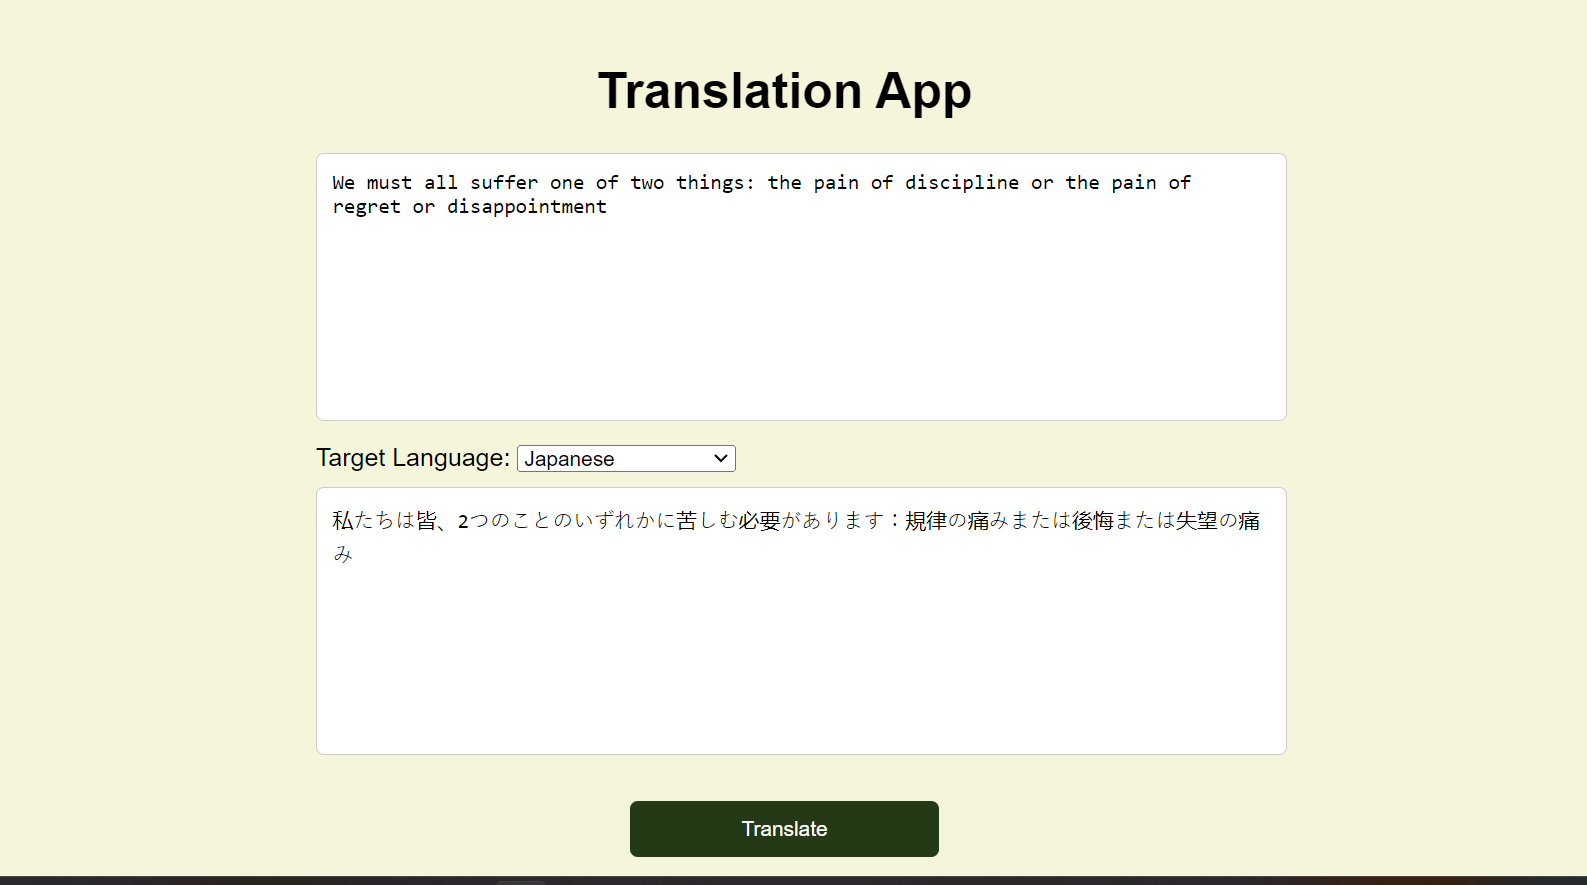 Translation App
We must all suffer one of two things: the pain of discipline or the pain of
regret or disappointment
Target Language: Japanese
私たちは皆、2つのことのいずれかに苦しむ必要があります：規律の痛みまたは後悔または失望の痛
み
Translate